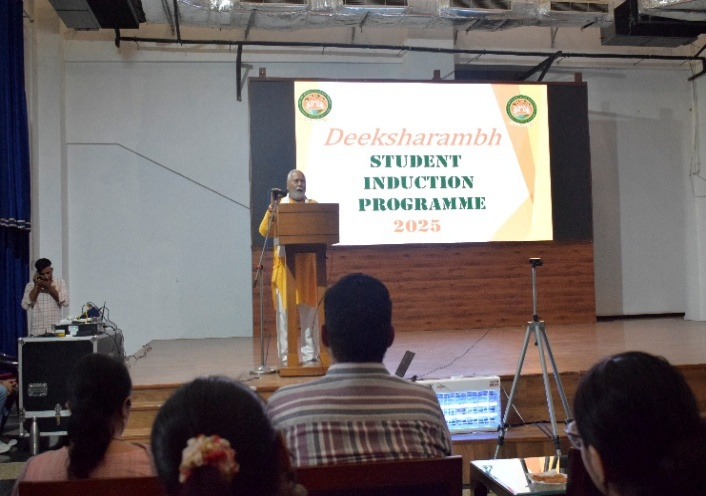 Deeksharambh
STUDENT
INDUCTION
PROGRAMME
2025